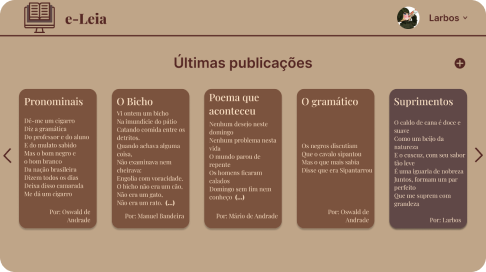 e-Leia
Larbos
Últimas publicações
Pronominais
Dê-me um cigarro
Diz a gramática
Do professor e do aluno
E do mulato sabido
Mas o bom negro e
o bom branco
Da nação brasileira
Dizem todos os dias
Deixa disso camarada
Me dá um cigarro
Por: Oswald de
Andrade
O Bicho
Vi ontem um bicho
Na imundície do pátio
Catando comida entre os
detritos.
Quando achava alguma
coisa,
Não examinava nem
cheirava:
Engolia com voracidade.
O bicho não era um cão,
Não era um gato,
Não era um rato. (...)
Por: Manuel Bandeira
Poema que
aconteceu
Nenhum desejo neste
domingo
Nenhum problema nesta
vida
O mundo parou de
repente
Os homens ficaram
calados
Domingo sem fim nem
começo (...)
Por: Mário de Andrade
O gramático
Os negros discutiam
Que o cavalo sipantou
Mas o que mais sabia
Disse que era Sipantarrou
Por: Oswald de
Andrade
Suprimentos
O caldo de cana é doce e
suave
Como um beijo da
natureza
E o cuscuz, com seu sabor
tão leve
É uma iguaria de nobreza
Juntos, formam um par
perfeito
Que me suprem com
grandeza
Por: Larbos